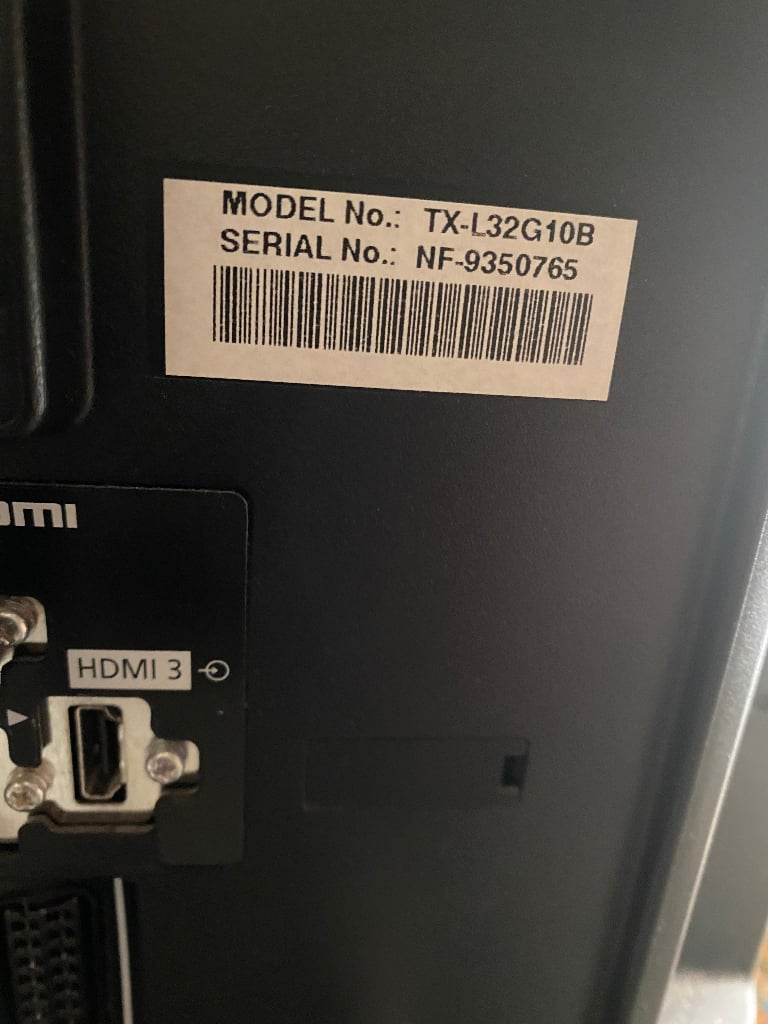 MODEL No.: TX-L32G10B
SERIAL No.: NF-9350765
HDMI 3